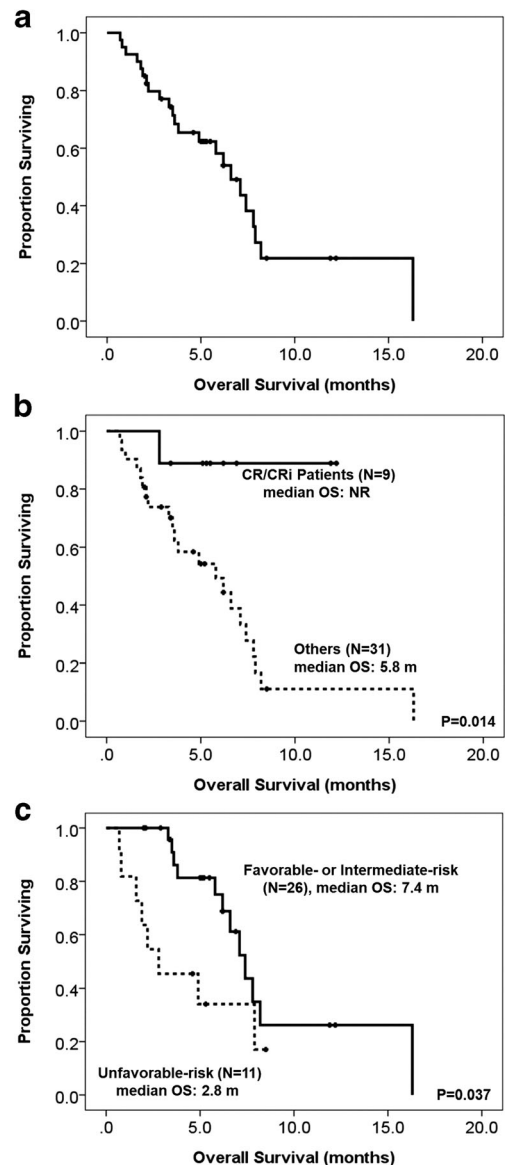 a
Proportion Surviving
1.0
0.8
0.6
0.4
0.2
0.0
.0 5.0 10.0 15.0 20.0
Overall Survival (months)
b
Proportion Surviving
1.0
0.8
0.6
0.4
0.2
0.0
CR/CRi Patients (N=9)
median OS: NR
Others (N=31)
median OS: 5.8 m
P=0.014
.0 5.0 10.0 15.0 20.0
Overall Survival (months)
c
Proportion Surviving
1.0
0.8
0.6
0.4
0.2
0.0
Favorable- or Intermediate-risk
(N=26), median OS: 7.4 m
Unfavorable-risk (N=11)
median OS: 2.8 m
P=0.037
.0 5.0 10.0 15.0 20.0
Overall Survival (months)